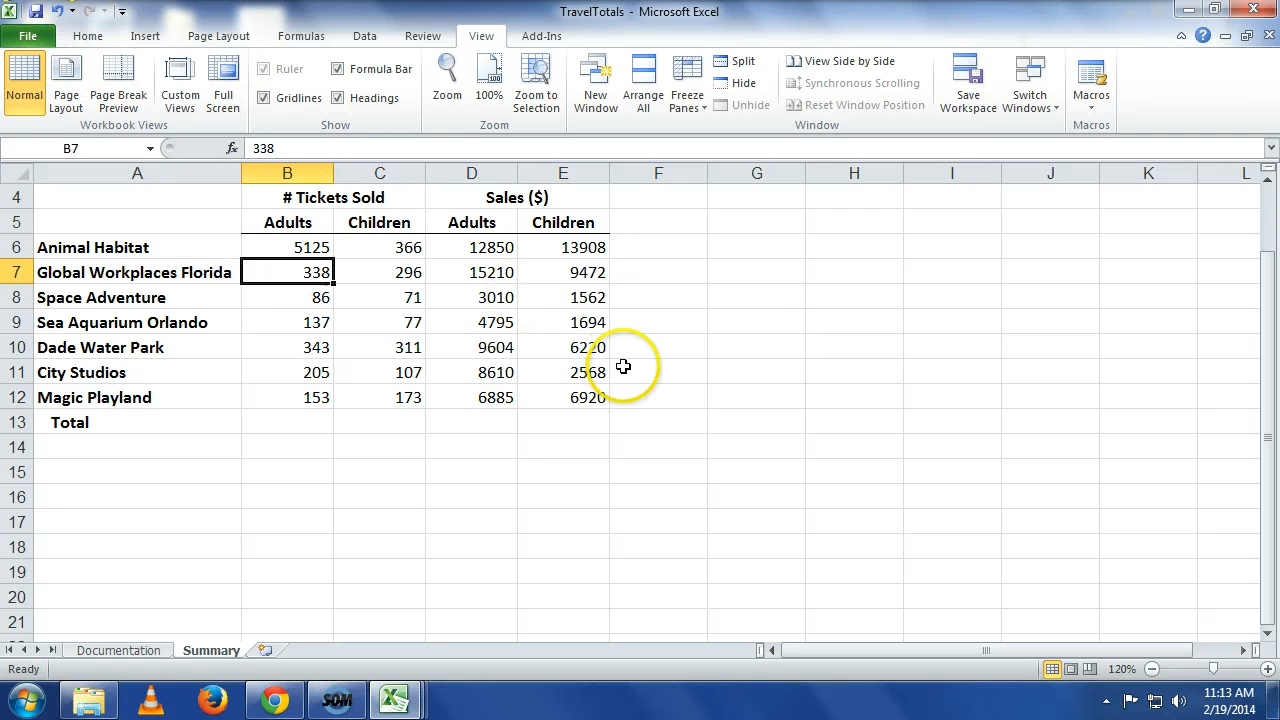 TravelTotals - Microsoft Excel
File Home Insert Page Layout Formulas Data Review View Add-Ins
Normal Page Layout Page Break Preview Custom Views Full Screen
Workbook Views
Ruler Formula Bar
Gridlines Headings
Show
Zoom 100% Zoom to Selection
Zoom
New Window Arrange All Freeze Panes
Split
Hide
Unhide
View Side by Side
Synchronous Scrolling
Reset Window Position
Save Workspace Switch Windows
Window
Macros
Macros
B7 fx 338
A B C D E F G H I J K L
4 # Tickets Sold Sales ($)
5 Adults Children Adults Children
6 Animal Habitat 5125 366 12850 13908
7 Global Workplaces Florida 338 296 15210 9472
8 Space Adventure 86 71 3010 1562
9 Sea Aquarium Orlando 137 77 4795 1694
10 Dade Water Park 343 311 9604 6220
11 City Studios 205 107 8610 2568
12 Magic Playland 153 173 6885 6920
13 Total
14
15
16
17
18
19
20
21
Documentation Summary
Ready 120%
SOM
11:13 AM
2/19/2014